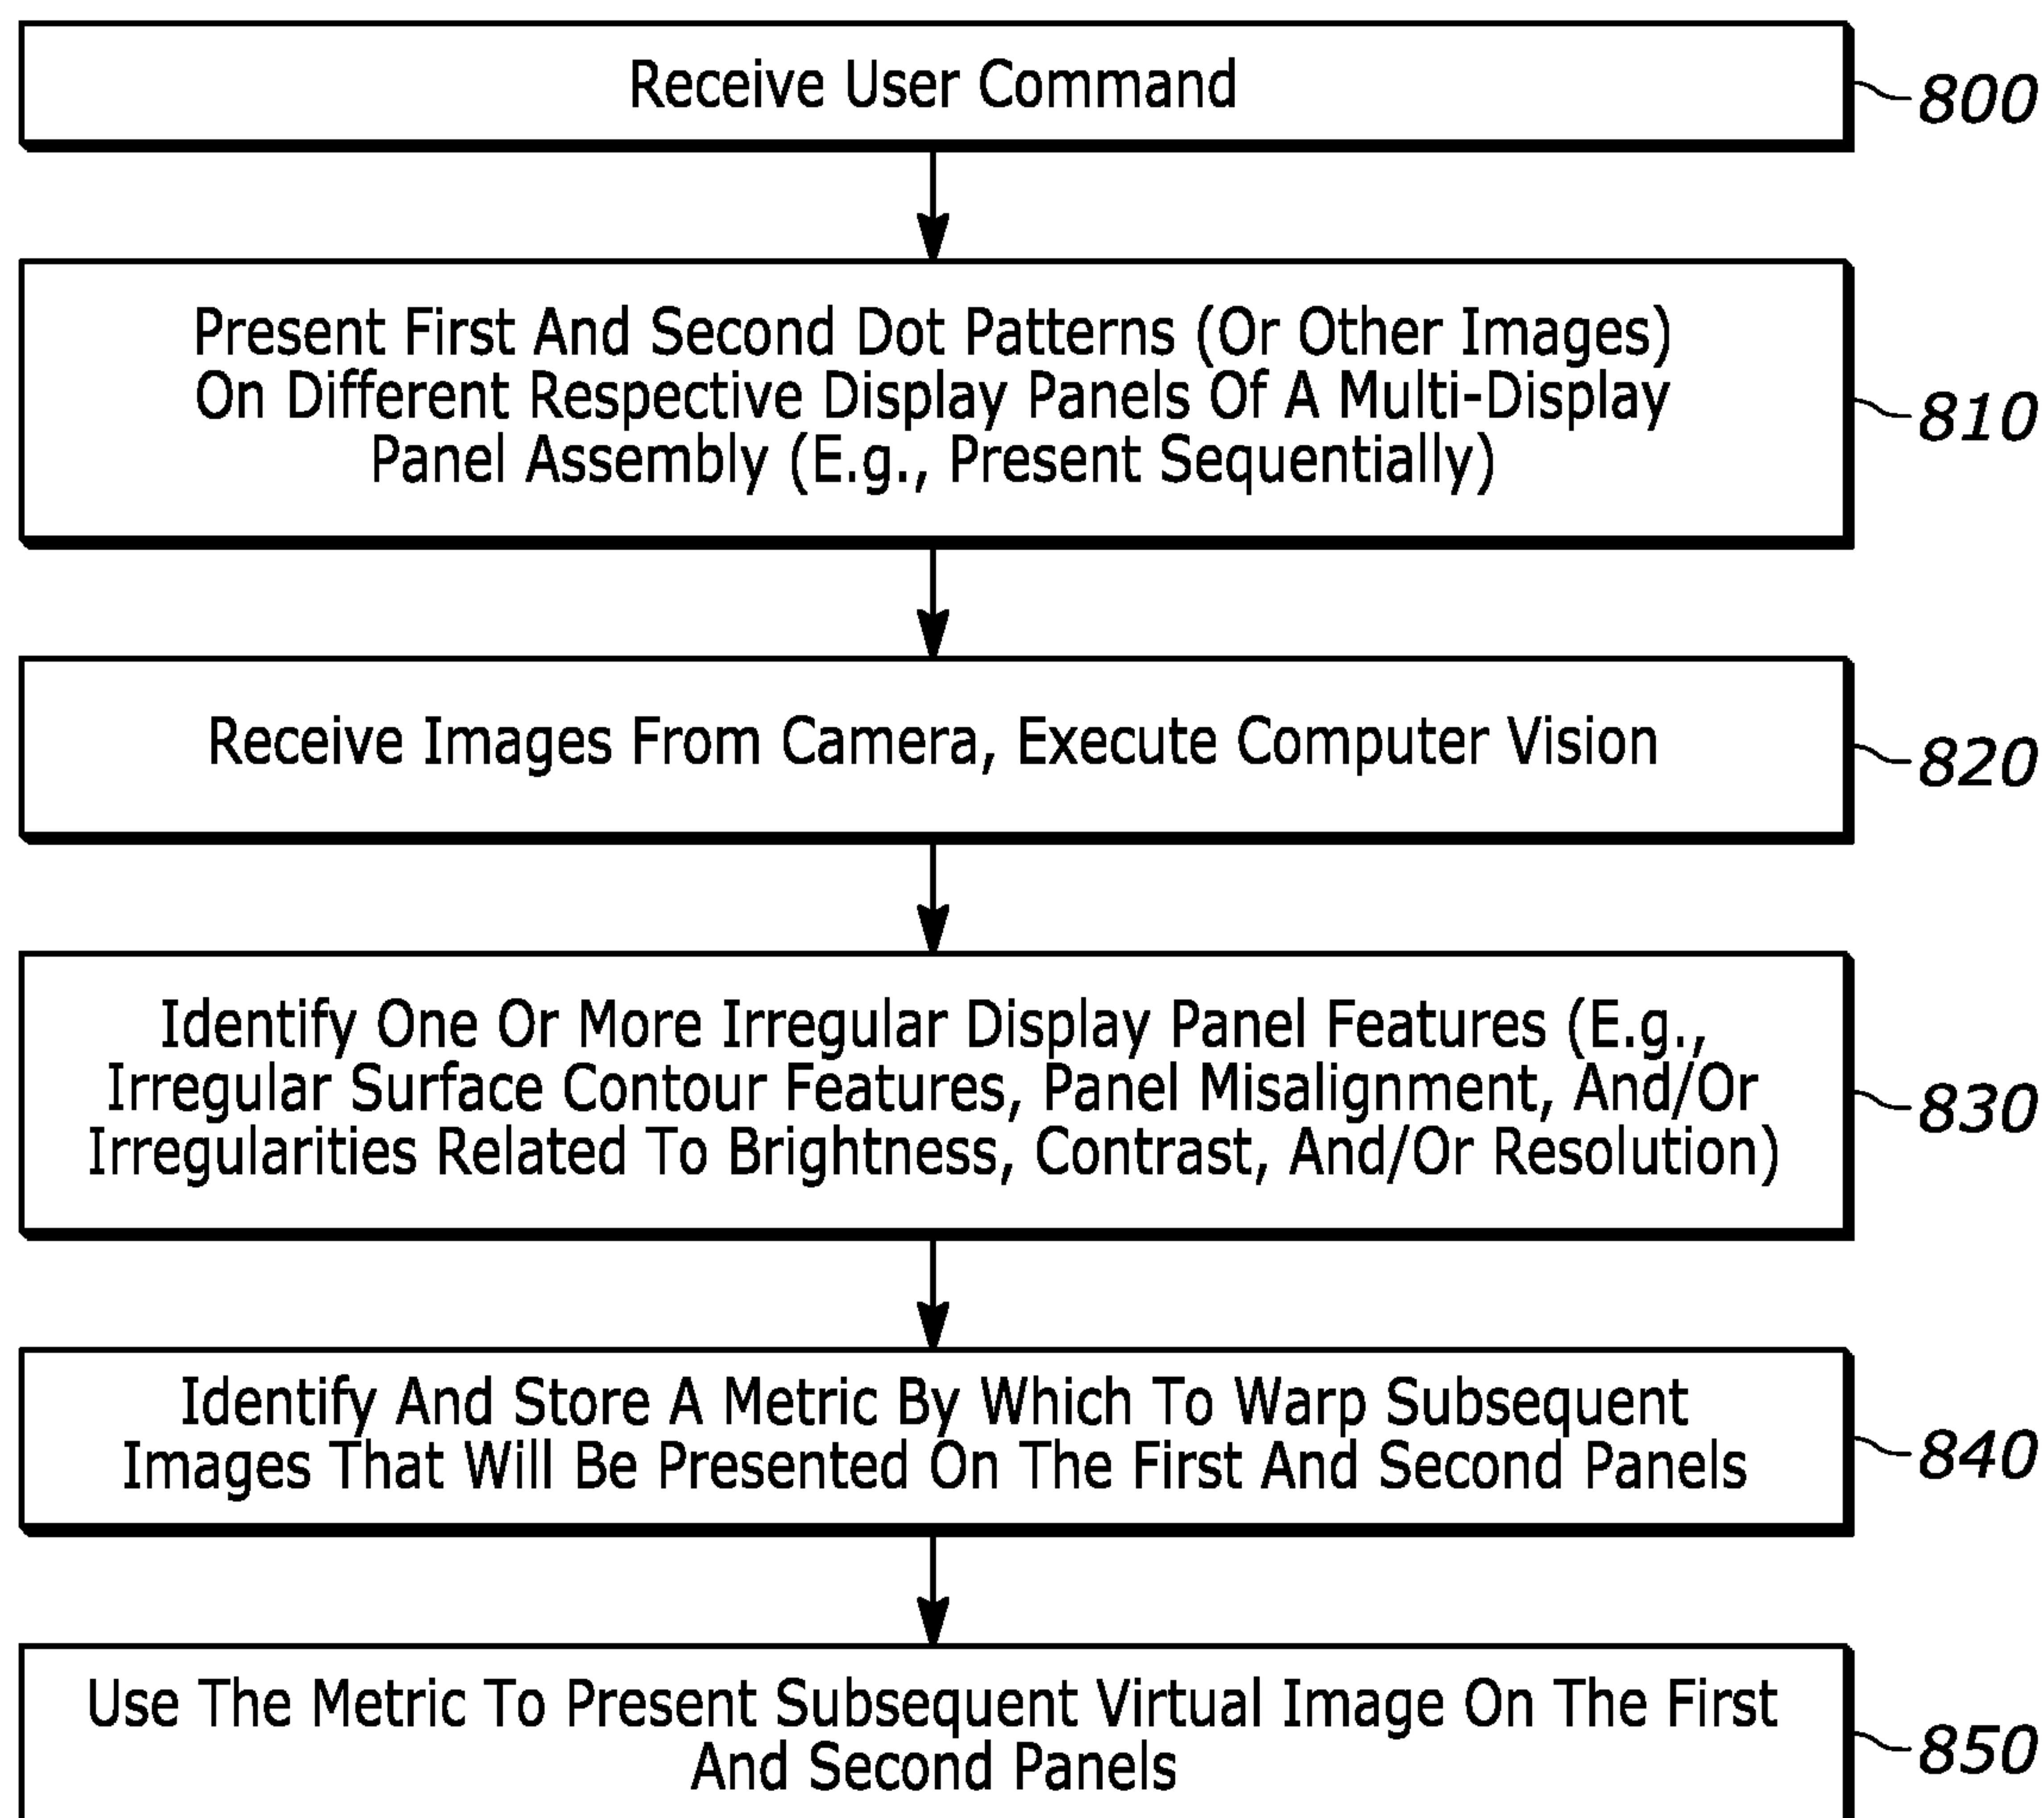 Receive User Command
800
Present First And Second Dot Patterns (Or Other Images)
On Different Respective Display Panels Of A Multi-Display
Panel Assembly (E.g., Present Sequentially)
810
Receive Images From Camera, Execute Computer Vision
820
Identify One Or More Irregular Display Panel Features (E.g.,
Irregular Surface Contour Features, Panel Misalignment, And/Or
Irregularities Related To Brightness, Contrast, And/Or Resolution)
830
Identify And Store A Metric By Which To Warp Subsequent
Images That Will Be Presented On The First And Second Panels
840
Use The Metric To Present Subsequent Virtual Image On The First
And Second Panels
850